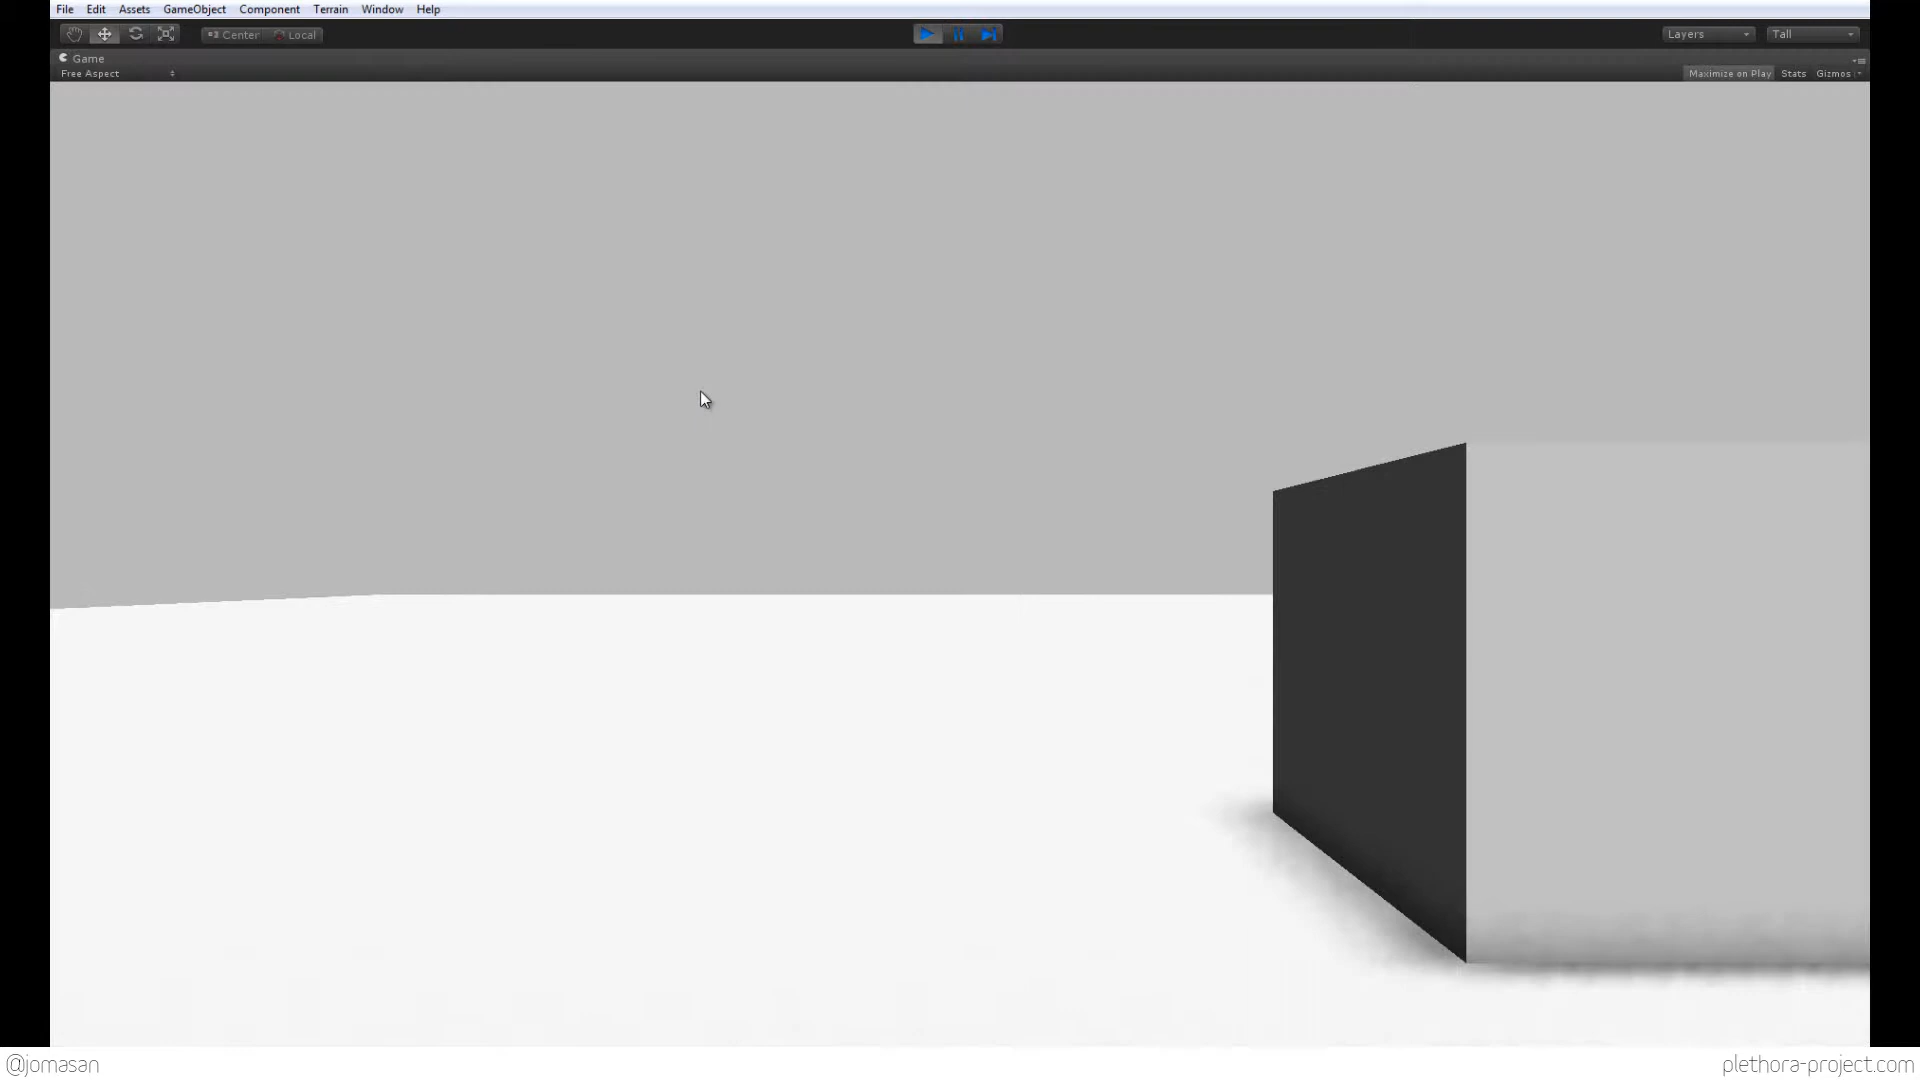 File Edit Assets GameObject Component Terrain Window Help
Center Local Layers Tall
Game
Free Aspect Maximize on Play Stats Gizmos
@jomasan plethora-project.com